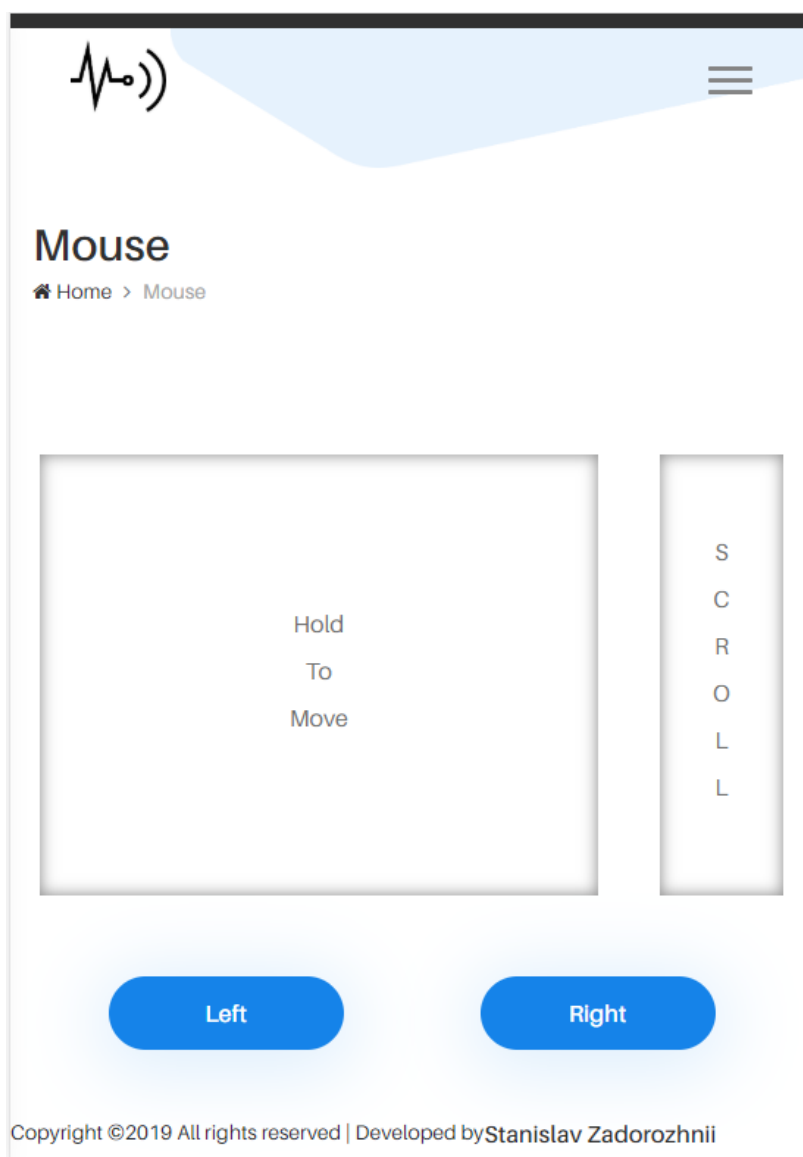 Mouse
Home > Mouse
Hold
To
Move
S
C
R
O
L
L
Left
Right
Copyright ©2019 All rights reserved | Developed byStanislav Zadorozhnii